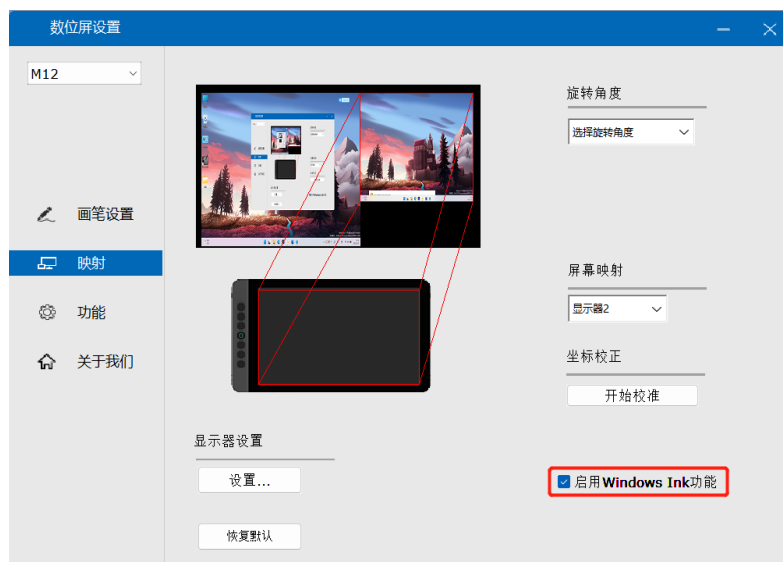 数位屏设置
M12
画笔设置
映射
功能
关于我们
旋转角度
选择旋转角度
屏幕映射
显示器2
坐标校正
开始校准
显示器设置
设置...
启用Windows Ink功能
恢复默认